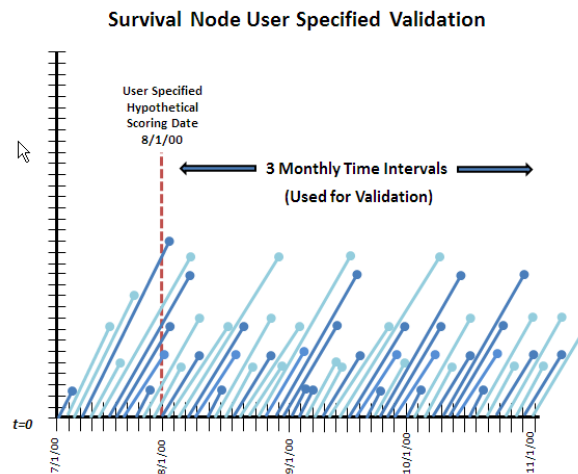 Survival Node User Specified Validation
User Specified
Hypothetical
Scoring Date
8/1/00
3 Monthly Time Intervals
(Used for Validation)
t=0
7/1/00
8/1/00
9/1/00
10/1/00
11/1/00